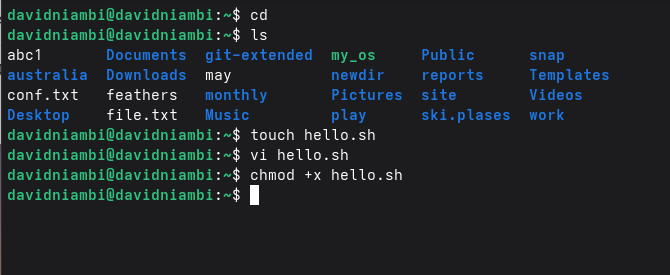 davidniambi@davidniambi:~$ cd
davidniambi@davidniambi:~$ ls
abc1 Documents git-extended my_os Public snap
australia Downloads may newdir reports Templates
conf.txt feathers monthly Pictures site Videos
Desktop file.txt Music play ski.plases work
davidniambi@davidniambi:~$ touch hello.sh
davidniambi@davidniambi:~$ vi hello.sh
davidniambi@davidniambi:~$ chmod +x hello.sh
davidniambi@davidniambi:~$